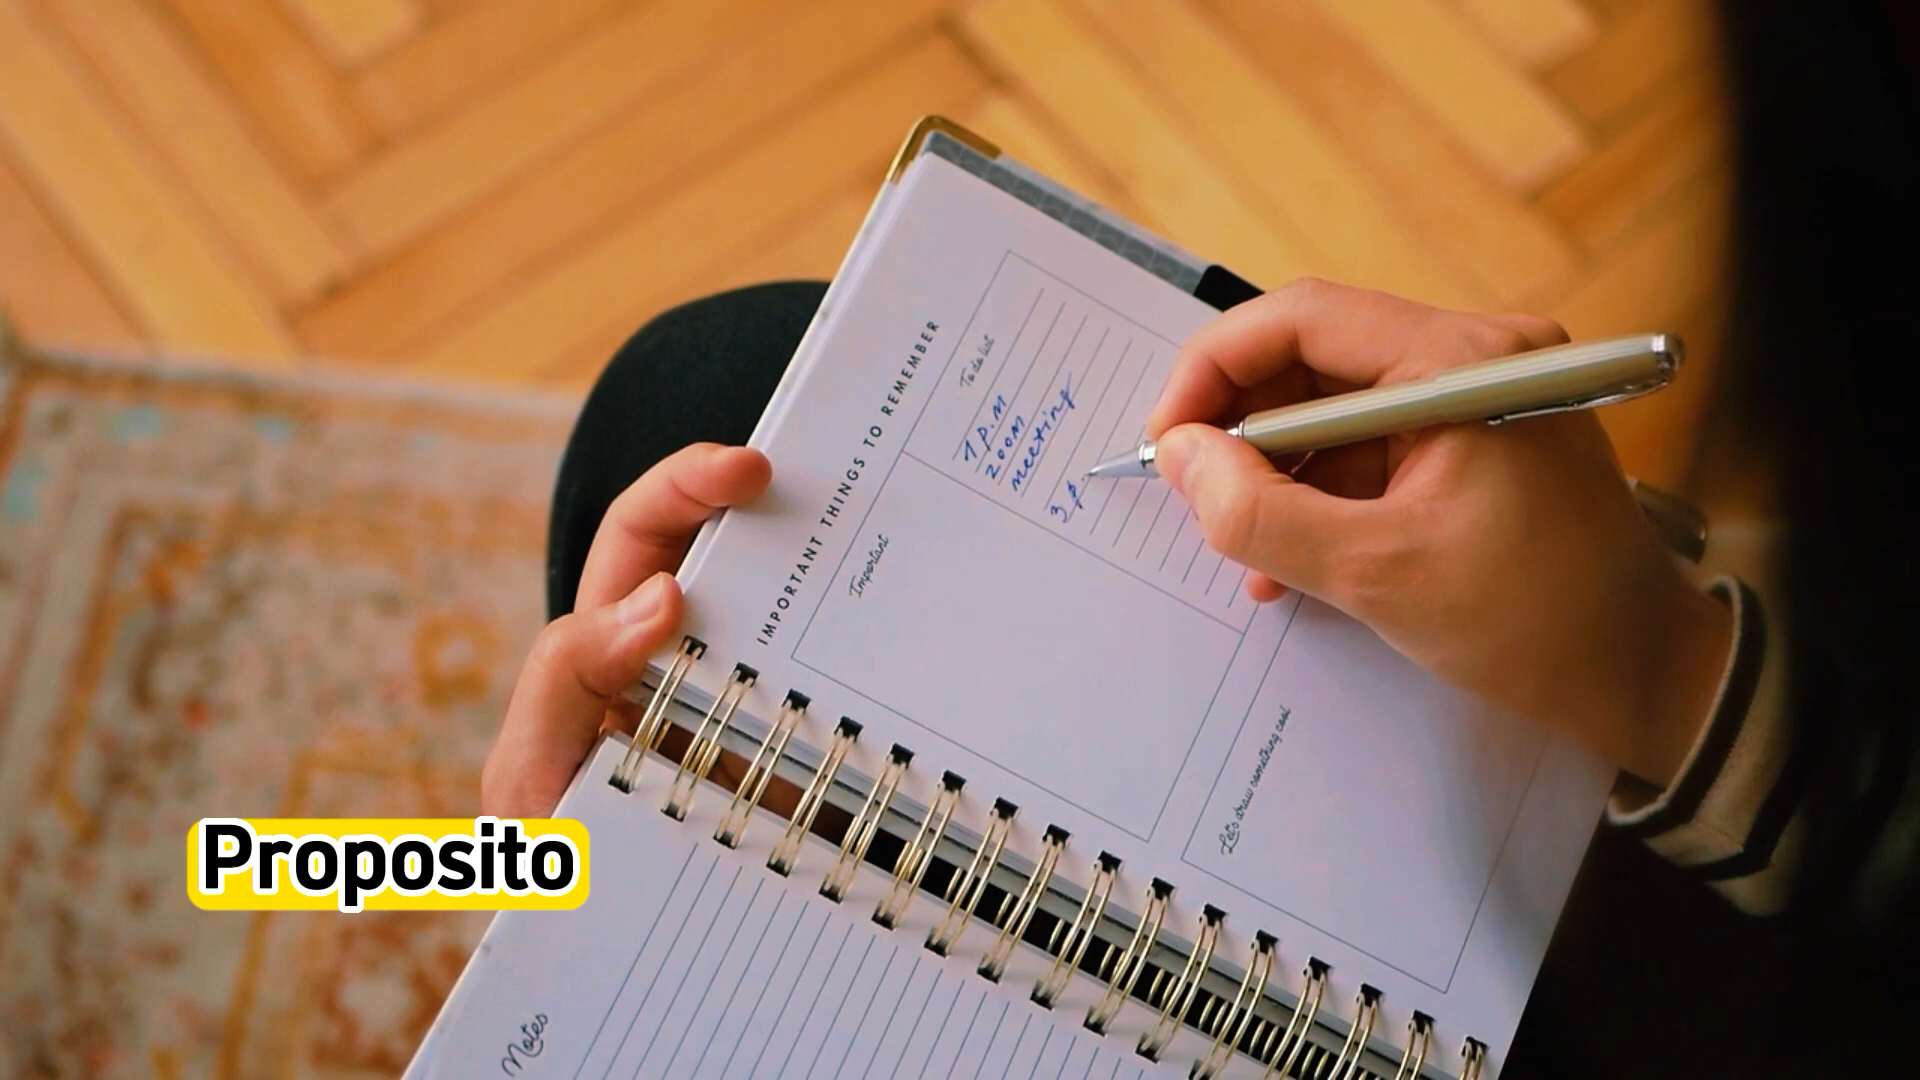 IMPORTANT THINGS TO REMEMBER
To do list
1 P.M
ZOOM
meeting
3 p
Important
Let's draw something cool
Notes
Proposito